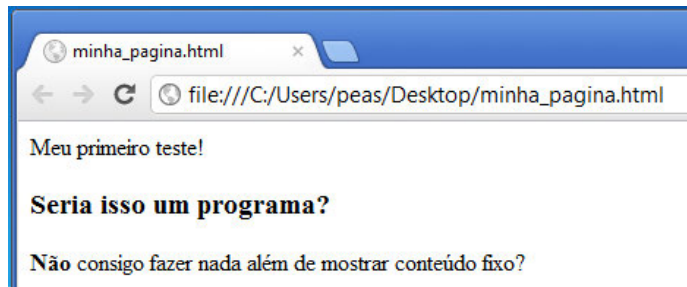 minha_pagina.html
file:///C:/Users/peas/Desktop/minha_pagina.html
Meu primeiro teste!
Seria isso um programa?
Não consigo fazer nada além de mostrar conteúdo fixo?